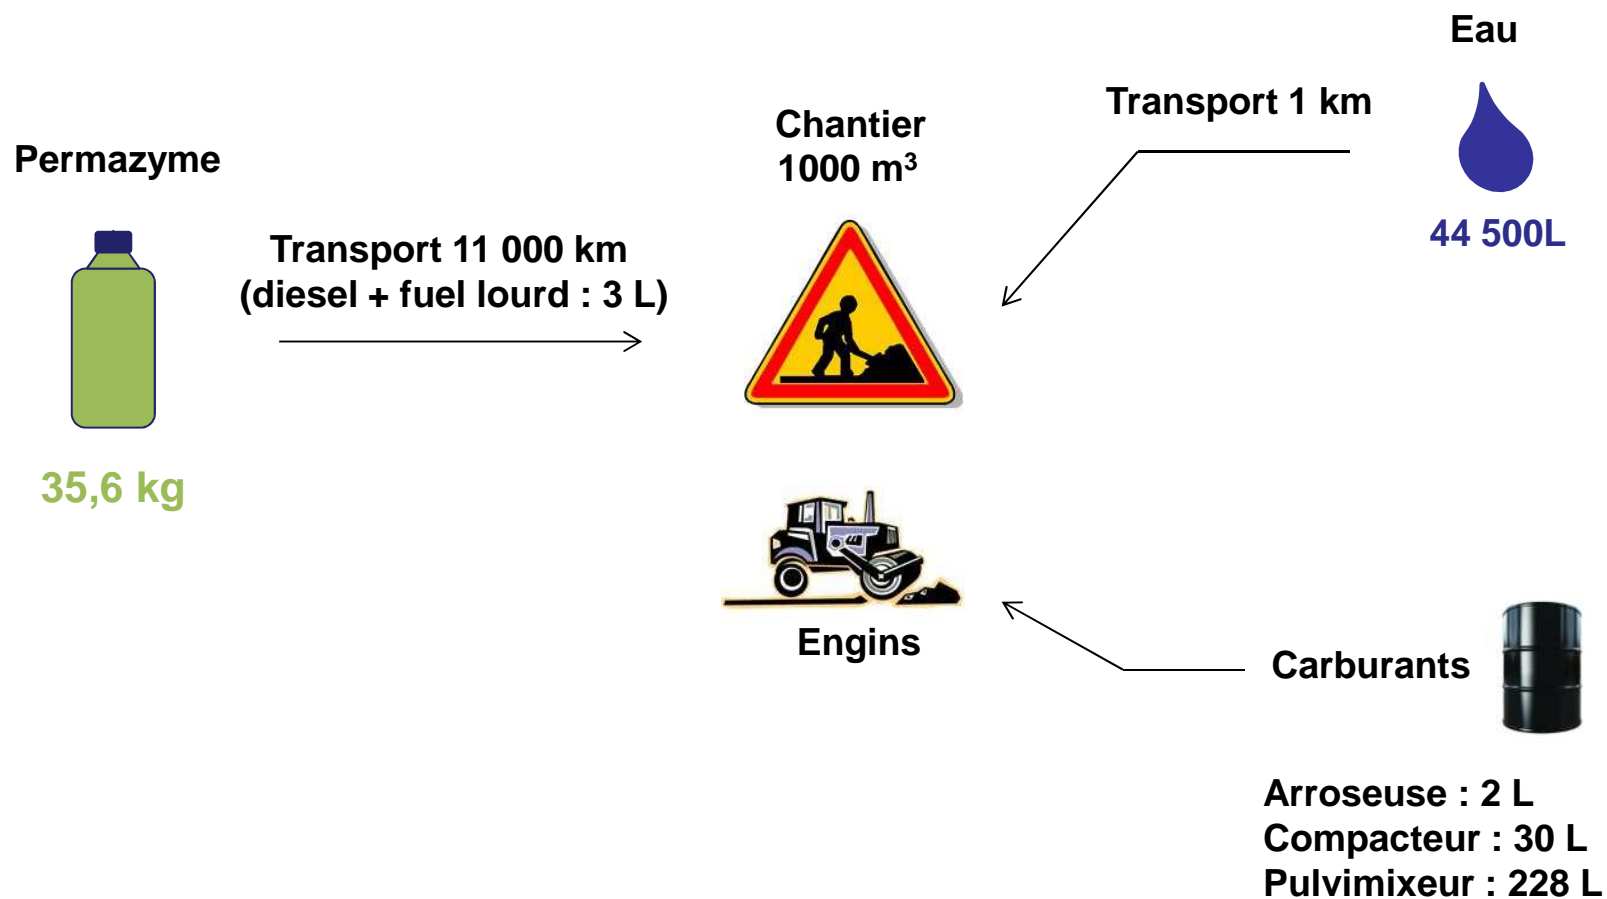 Eau
Transport 1 km
44 500L
Chantier
1000 m³
Permazyme
Transport 11 000 km
(diesel + fuel lourd : 3 L)
35,6 kg
Engins
Carburants
Arroseuse : 2 L
Compacteur : 30 L
Pulvimixeur : 228 L